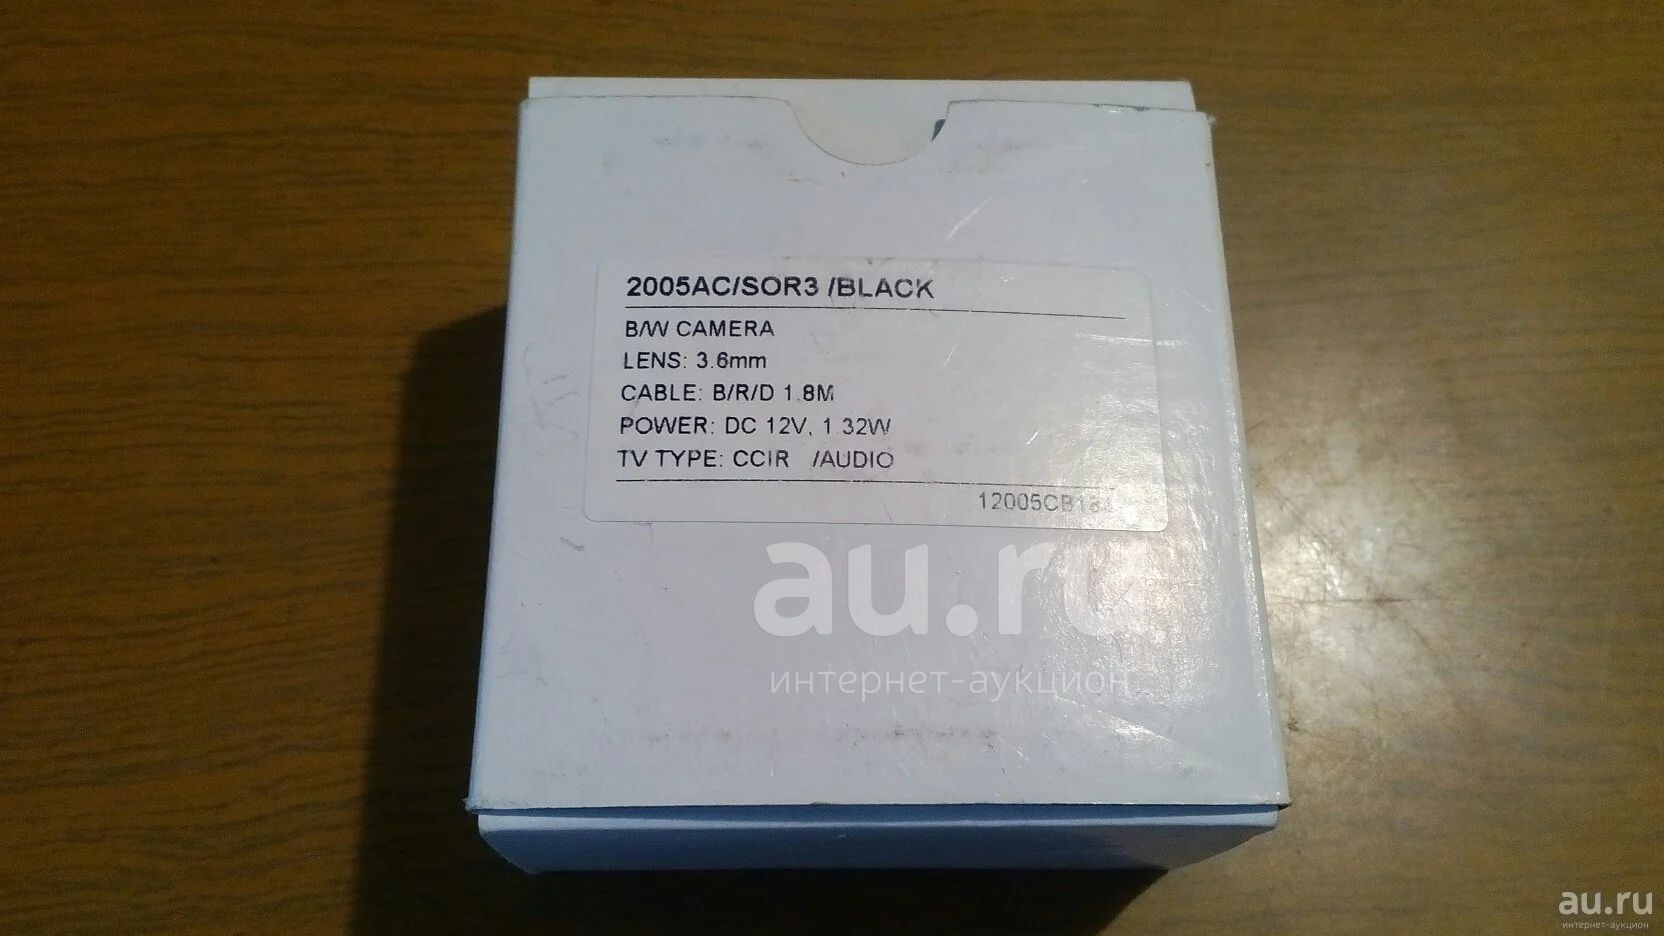 2005AC/SOR3 /BLACK
B/W CAMERA
LENS: 3.6mm
CABLE: B/R/D 1.8M
POWER: DC 12V, 1.32W
TV TYPE: CCIR /AUDIO
au.ru
интернет-аукцион
au.ru
интернет-аукцион